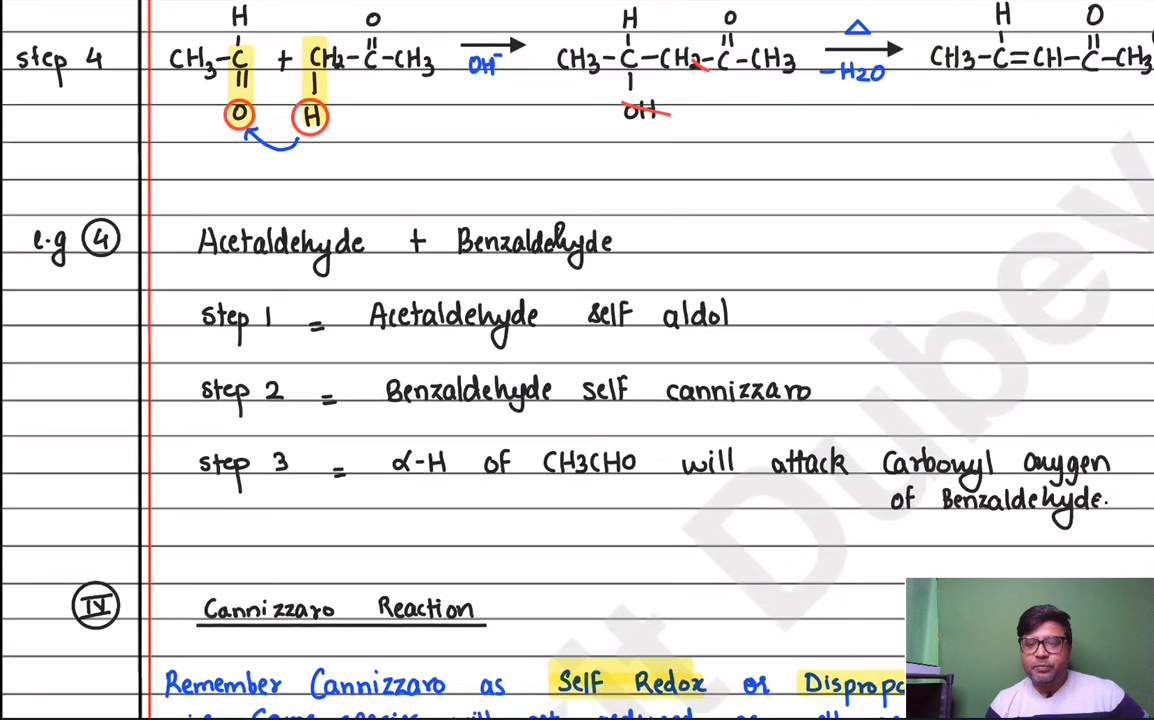 H O H O H O
step 4 CH3-C + CH2-C-CH3 OH⁻ CH3-C-CH2-C-CH3 △ -H2O CH3-C=CH-C-CH3
O H OH
e.g ④ Acetaldehyde + Benzaldehyde
step 1 = Acetaldehyde self aldol
step 2 = Benzaldehyde self cannizzaro
step 3 = α-H of CH3CHO will attack Carbonyl oxygen
of Benzaldehyde.
IV Cannizzaro Reaction
Remember Cannizzaro as Self Redox or Dispropo